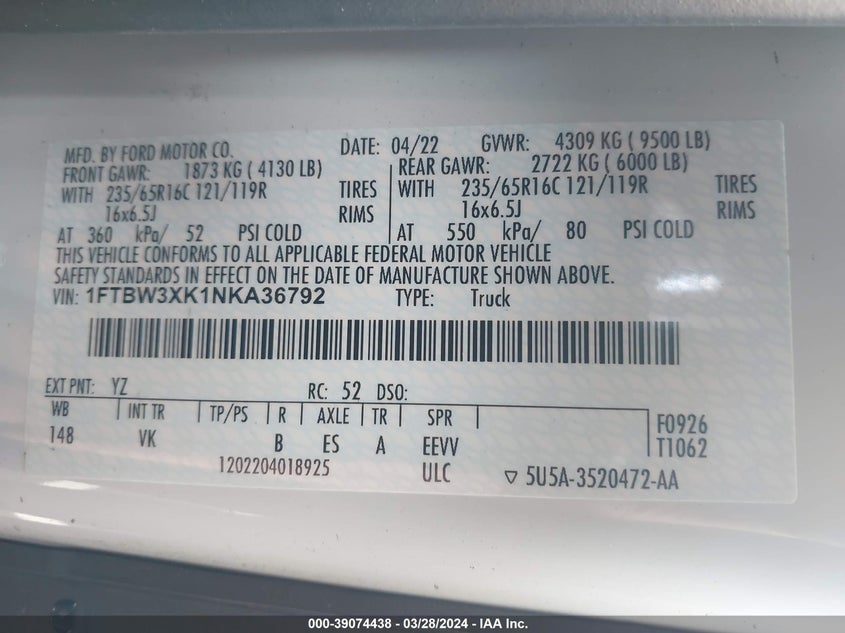 MFD. BY FORD MOTOR CO.
DATE: 04/22 GVWR: 4309 KG ( 9500 LB)
FRONT GAWR: 1873 KG ( 4130 LB) REAR GAWR: 2722 KG ( 6000 LB)
WITH 235/65R16C 121/119R TIRES WITH 235/65R16C 121/119R TIRES
16x6.5J RIMS 16x6.5J RIMS
AT 360 kPa/ 52 PSI COLD AT 550 kPa/ 80 PSI COLD
THIS VEHICLE CONFORMS TO ALL APPLICABLE FEDERAL MOTOR VEHICLE
SAFETY STANDARDS IN EFFECT ON THE DATE OF MANUFACTURE SHOWN ABOVE.
VIN: 1FTBW3XK1NKA36792 TYPE: Truck
EXT PNT: YZ RC: 52 DSO:
WB | INT TR | TP/PS | R | AXLE | TR | SPR | F0926
148 VK B ES A EEVV T1062
1202204018925 ULC ▽ 5U5A-3520472-AA
000-39074438 - 03/28/2024 - IAA Inc.